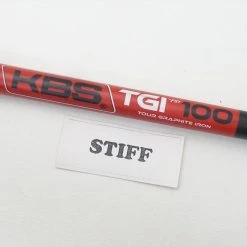 KBS TGI 100
TOUR GRAPHITE IRON
STIFF